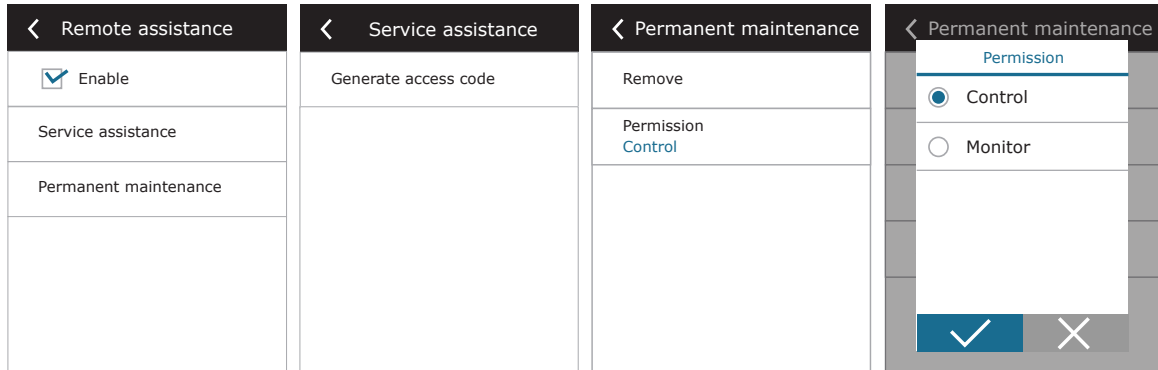 Remote assistance
Enable
Service assistance
Permanent maintenance
Service assistance
Generate access code
Permanent maintenance
Remove
Permission
Control
Permanent maintenance
Permission
Control
Monitor